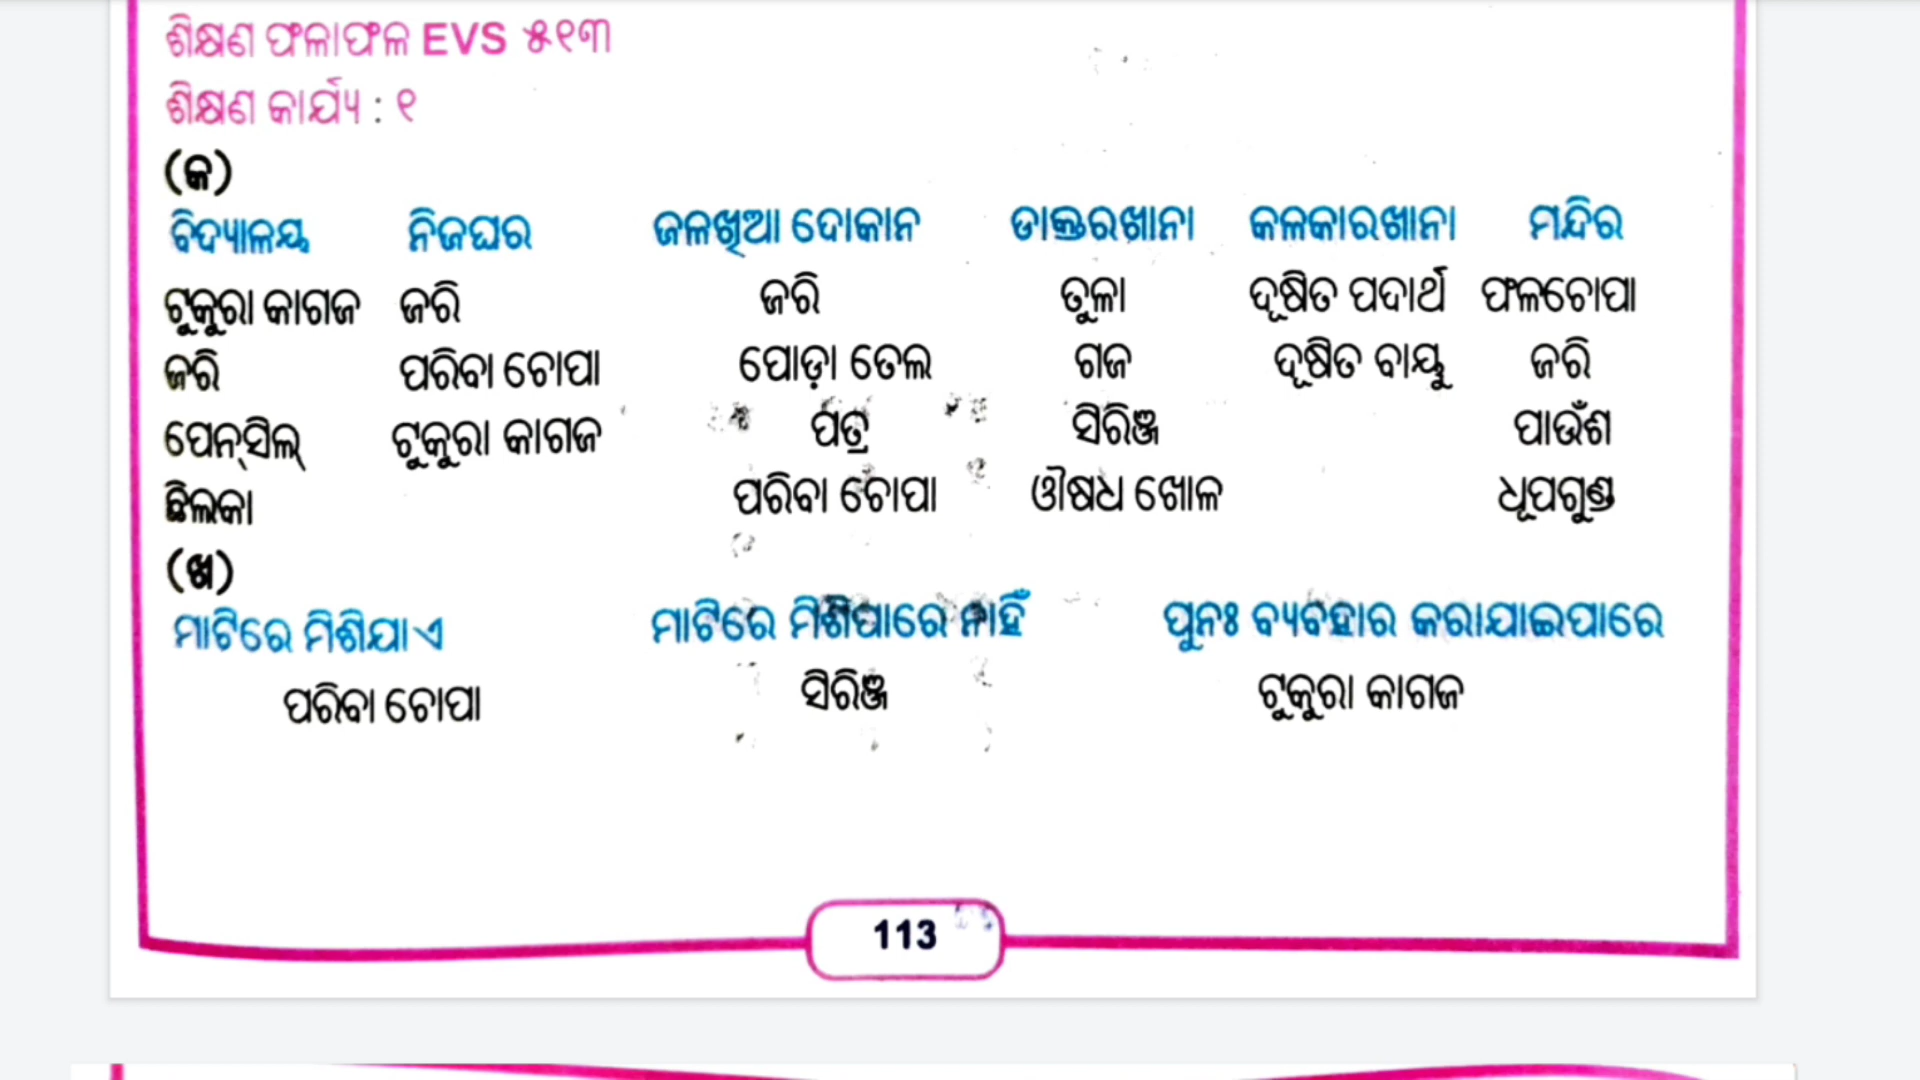 ଶିକ୍ଷଣ ଫଳାଫଳ EVS ୫୧୩
ଶିକ୍ଷଣ କାର୍ଯ୍ୟ : ୧
(କ)
ବିଦ୍ୟାଳୟ ନିଜଘର ଜଳଖିଆ ଦୋକାନ ଡାକ୍ତରଖାନା କଳକାରଖାନା ମନ୍ଦିର
ଟୁକୁରା କାଗଜ ଜରି ଜରି ତୁଳା ଦୂଷିତ ପଦାର୍ଥ ଫଳଚୋପା
ଜରି ପରିବା ଚୋପା ପୋଡ଼ା ତେଲ ଗଜ ଦୂଷିତ ବାୟୁ ଜରି
ପେନ୍‌ସିଲ୍ ଟୁକୁରା କାଗଜ ପତ୍ର ସିରିଞ୍ଜ ପାଉଁଶ
ଛିଲକା ପରିବା ଚୋପା ଔଷଧ ଖୋଳ ଧୂପଗୁଣ୍ଡ
(ଖ)
ମାଟିରେ ମିଶିଯାଏ ମାଟିରେ ମିଶିପାରେ ନାହିଁ ପୁନଃ ବ୍ୟବହାର କରାଯାଇପାରେ
ପରିବା ଚୋପା ସିରିଞ୍ଜ ଟୁକୁରା କାଗଜ
113